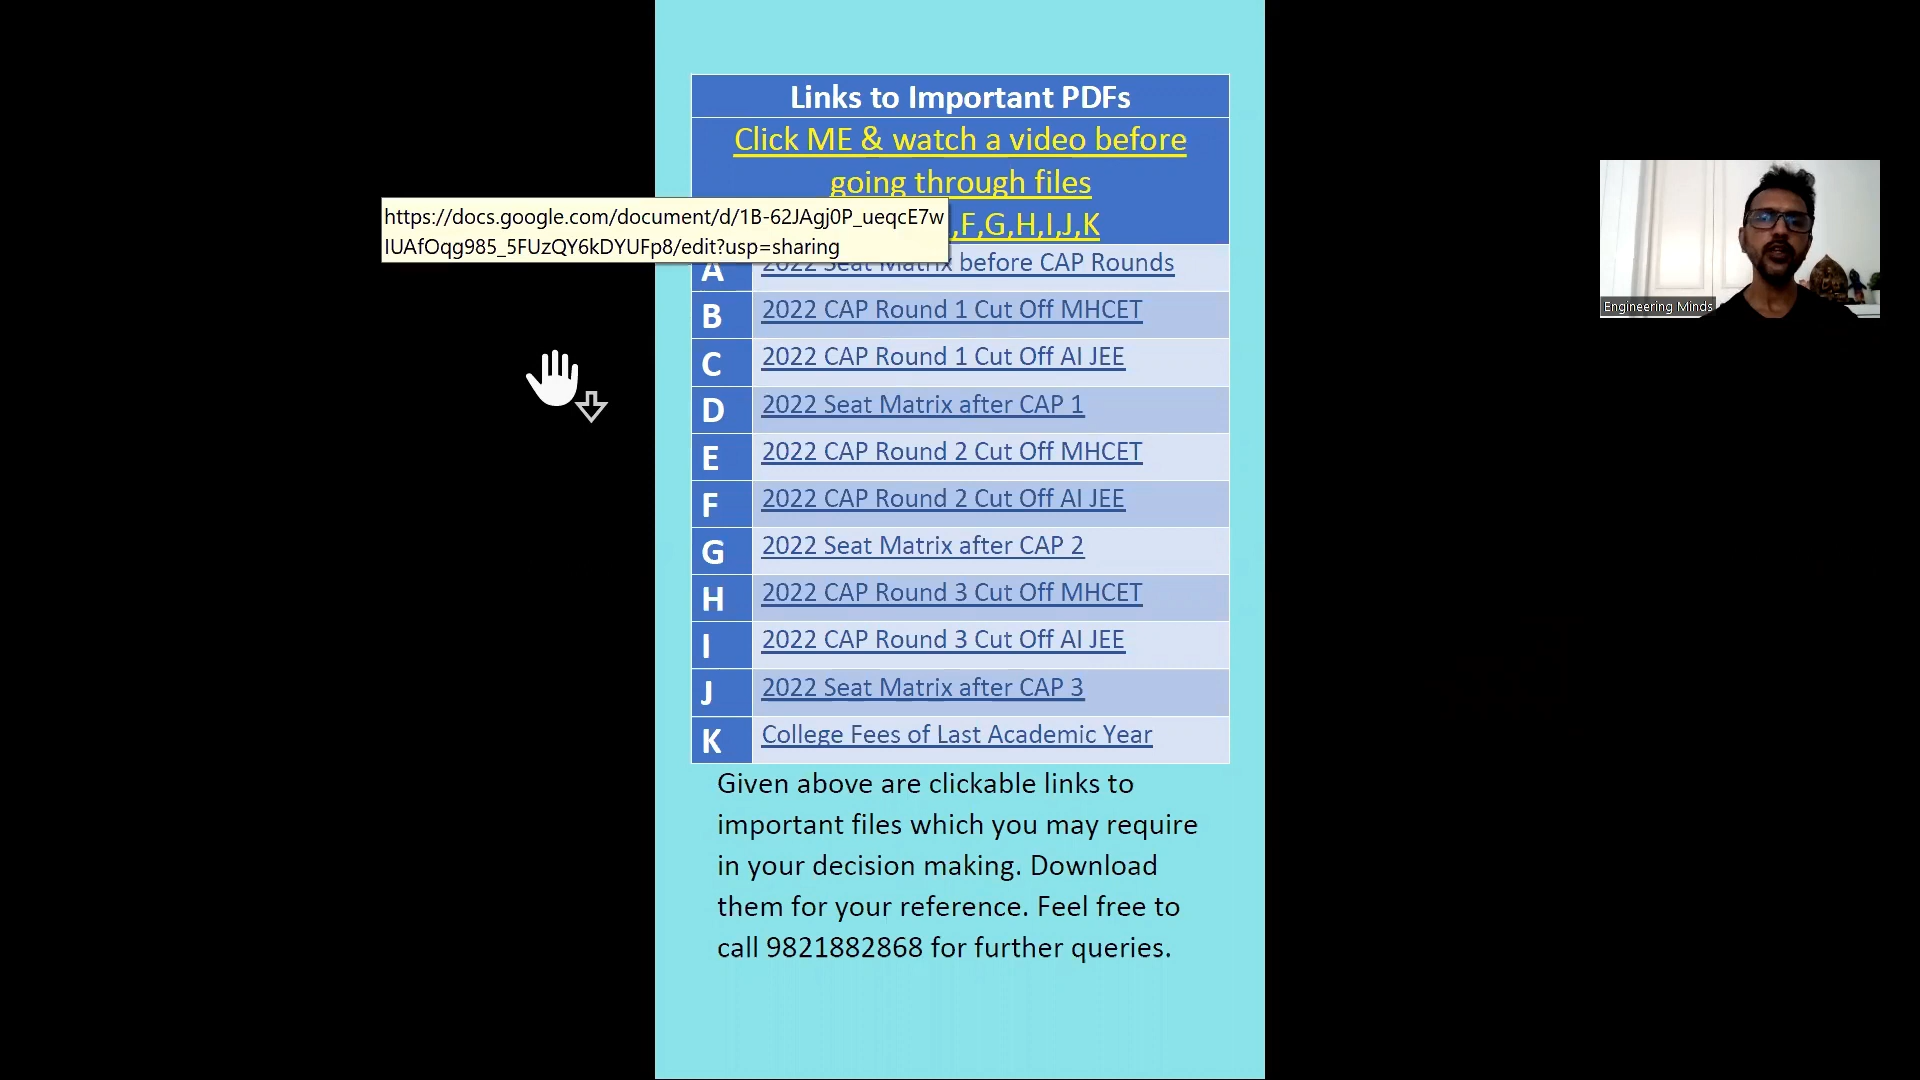 Links to Important PDFs
Click ME & watch a video before
going through files
,F,G,H,I,J,K
https://docs.google.com/document/d/1B-62JAgj0P_ueqcE7w
IUAfOqg985_5FUzQY6kDYUFp8/edit?usp=sharing
A 2022 Seat Matrix before CAP Rounds
B 2022 CAP Round 1 Cut Off MHCET
C 2022 CAP Round 1 Cut Off AI JEE
D 2022 Seat Matrix after CAP 1
E 2022 CAP Round 2 Cut Off MHCET
F 2022 CAP Round 2 Cut Off AI JEE
G 2022 Seat Matrix after CAP 2
H 2022 CAP Round 3 Cut Off MHCET
I 2022 CAP Round 3 Cut Off AI JEE
J 2022 Seat Matrix after CAP 3
K College Fees of Last Academic Year
Given above are clickable links to
important files which you may require
in your decision making. Download
them for your reference. Feel free to
call 9821882868 for further queries.
Engineering Minds